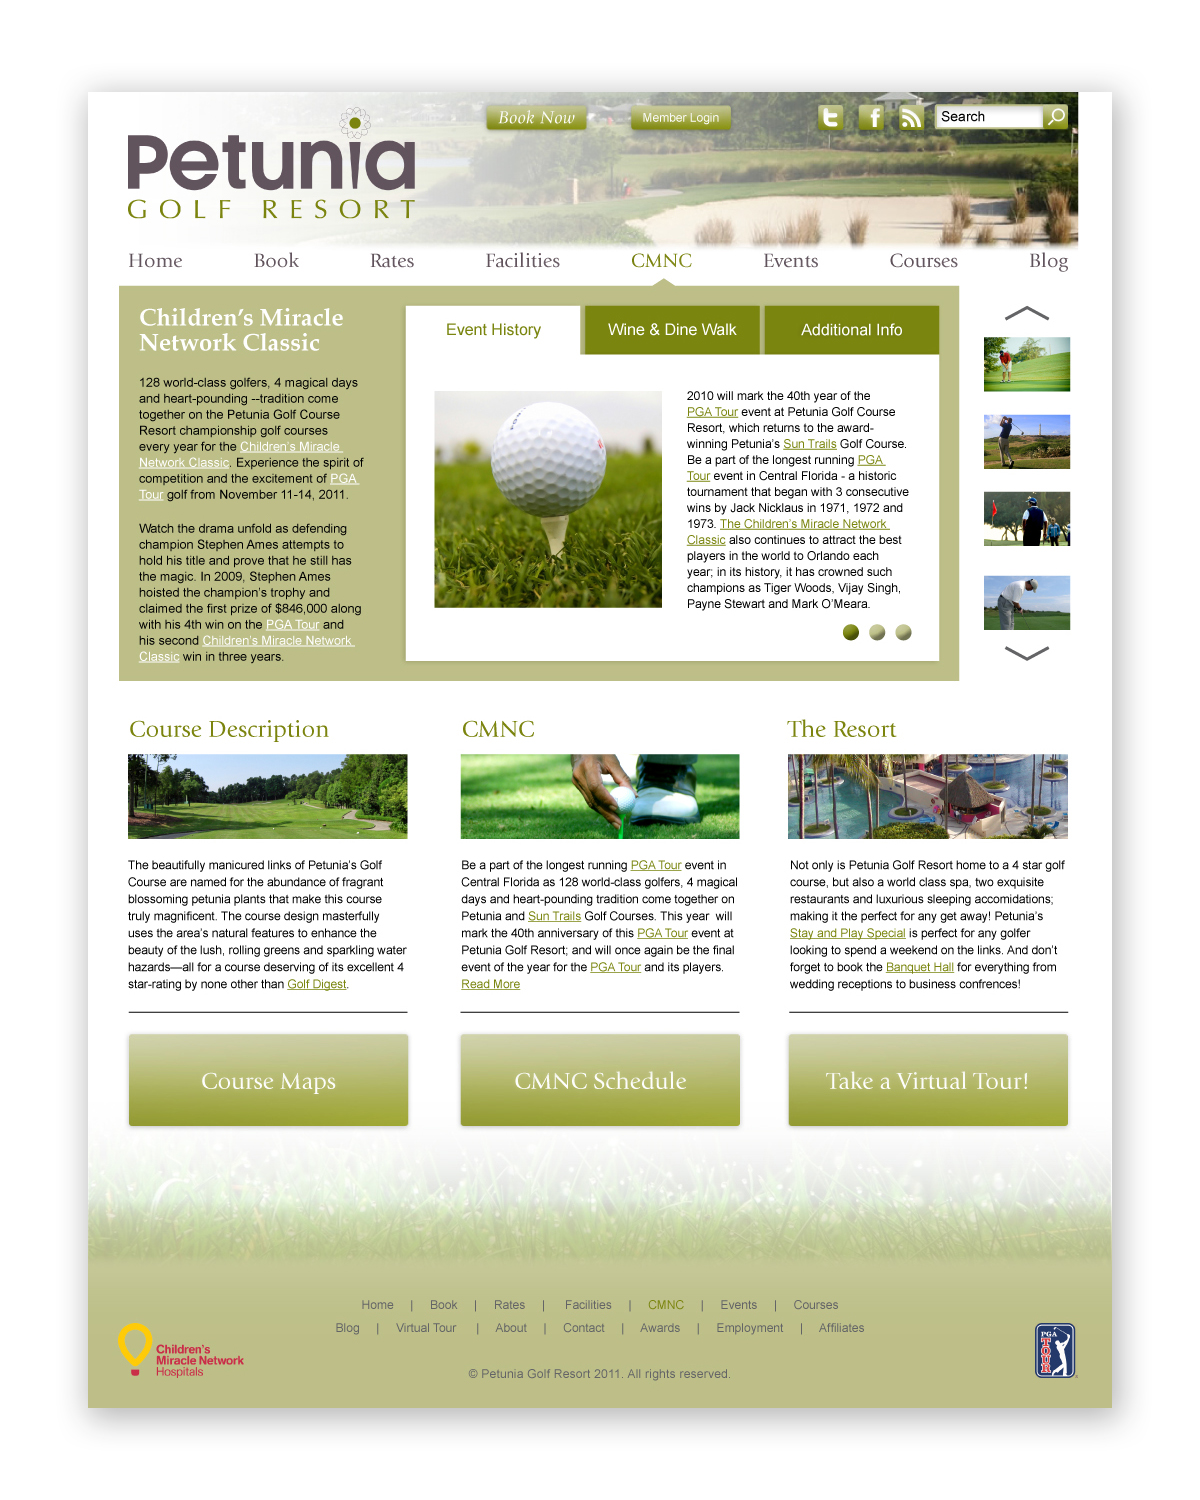 Book Now
Member Login
Search
Petunia
GOLF RESORT
Home Book Rates Facilities CMNC Events Courses Blog
Children's Miracle
Network Classic
128 world-class golfers, 4 magical days
and heart-pounding --tradition come
together on the Petunia Golf Course
Resort championship golf courses
every year for the Children's Miracle
Network Classic. Experience the spirit of
competition and the excitement of PGA
Tour golf from November 11-14, 2011.
Watch the drama unfold as defending
champion Stephen Ames attempts to
hold his title and prove that he still has
the magic. In 2009, Stephen Ames
hoisted the champion's trophy and
claimed the first prize of $846,000 along
with his 4th win on the PGA Tour and
his second Children's Miracle Network
Classic win in three years.
Event History
Wine & Dine Walk
Additional Info
2010 will mark the 40th year of the
PGA Tour event at Petunia Golf Course
Resort, which returns to the award-
winning Petunia's Sun Trails Golf Course.
Be a part of the longest running PGA
Tour event in Central Florida - a historic
tournament that began with 3 consecutive
wins by Jack Nicklaus in 1971, 1972 and
1973. The Children's Miracle Network
Classic also continues to attract the best
players in the world to Orlando each
year; in its history, it has crowned such
champions as Tiger Woods, Vijay Singh,
Payne Stewart and Mark O'Meara.
Course Description
The beautifully manicured links of Petunia's Golf
Course are named for the abundance of fragrant
blossoming petunia plants that make this course
truly magnificent. The course design masterfully
uses the area's natural features to enhance the
beauty of the lush, rolling greens and sparkling water
hazards—all for a course deserving of its excellent 4
star-rating by none other than Golf Digest.
CMNC
Be a part of the longest running PGA Tour event in
Central Florida as 128 world-class golfers, 4 magical
days and heart-pounding tradition come together on
Petunia and Sun Trails Golf Courses. This year will
mark the 40th anniversary of this PGA Tour event at
Petunia Golf Resort; and will once again be the final
event of the year for the PGA Tour and its players.
Read More
The Resort
Not only is Petunia Golf Resort home to a 4 star golf
course, but also a world class spa, two exquisite
restaurants and luxurious sleeping accomidations;
making it the perfect for any get away! Petunia's
Stay and Play Special is perfect for any golfer
looking to spend a weekend on the links. And don't
forget to book the Banquet Hall for everything from
wedding receptions to business confrences!
Course Maps
CMNC Schedule
Take a Virtual Tour!
Home | Book | Rates | Facilities | CMNC | Events | Courses
Blog | Virtual Tour | About | Contact | Awards | Employment | Affiliates
Children's
Miracle Network
Hospitals
© Petunia Golf Resort 2011. All rights reserved.
PGA
TOUR